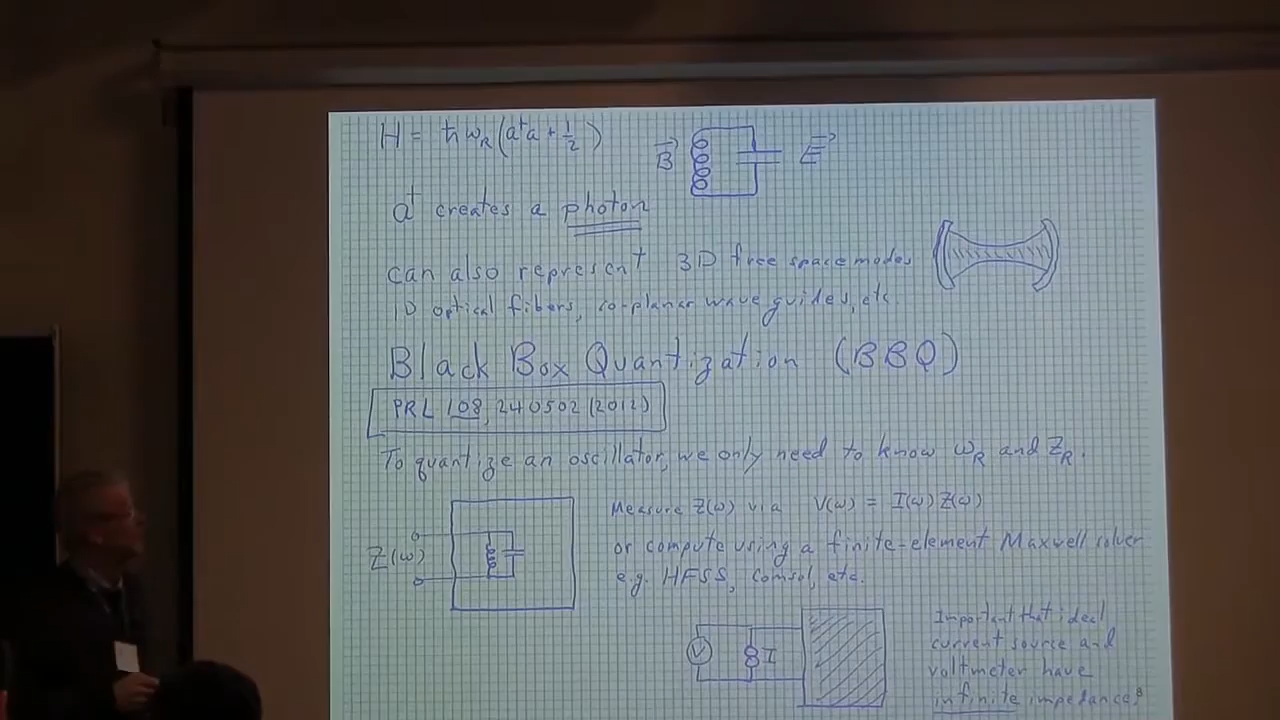 H = ħω_R(a†a + 1/2)
B⃗
E⃗
a† creates a photon
can also represent 3D free space modes
1D optical fibers, co-planar wave guides, etc.
Black Box Quantization (BBQ)
PRL 108, 240502 (2012)
To quantize an oscillator, we only need to know ω_R and Z_R.
Z(ω)
Measure Z(ω) via V(ω) = I(ω)Z(ω)
or compute using a finite-element Maxwell solver
e.g. HFSS, Comsol, etc.
V
I
Important that ideal
current source and
voltmeter have
infinite impedance